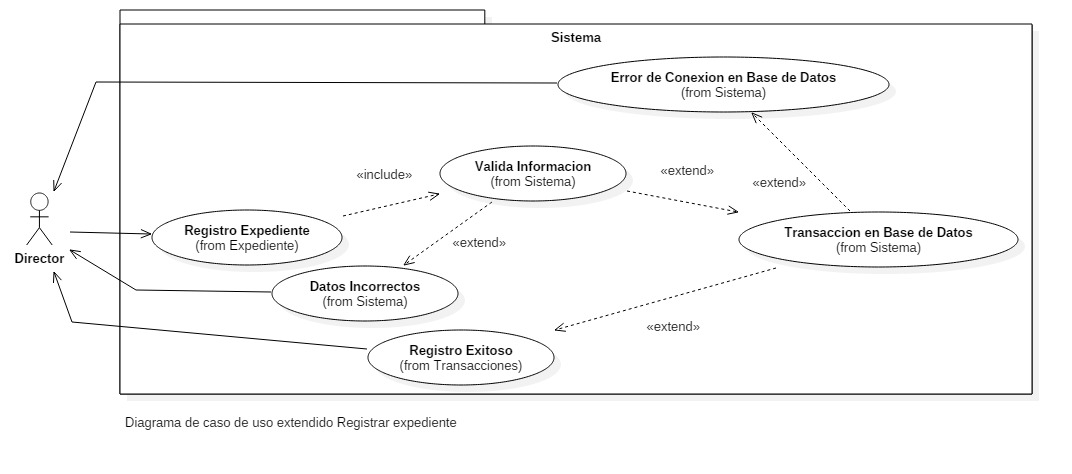 Sistema
Error de Conexion en Base de Datos
(from Sistema)
Valida Informacion
(from Sistema)
«include»
«extend»
«extend»
Registro Expediente
(from Expediente)
Transaccion en Base de Datos
(from Sistema)
«extend»
Director
Datos Incorrectos
(from Sistema)
«extend»
Registro Exitoso
(from Transacciones)
Diagrama de caso de uso extendido Registrar expediente